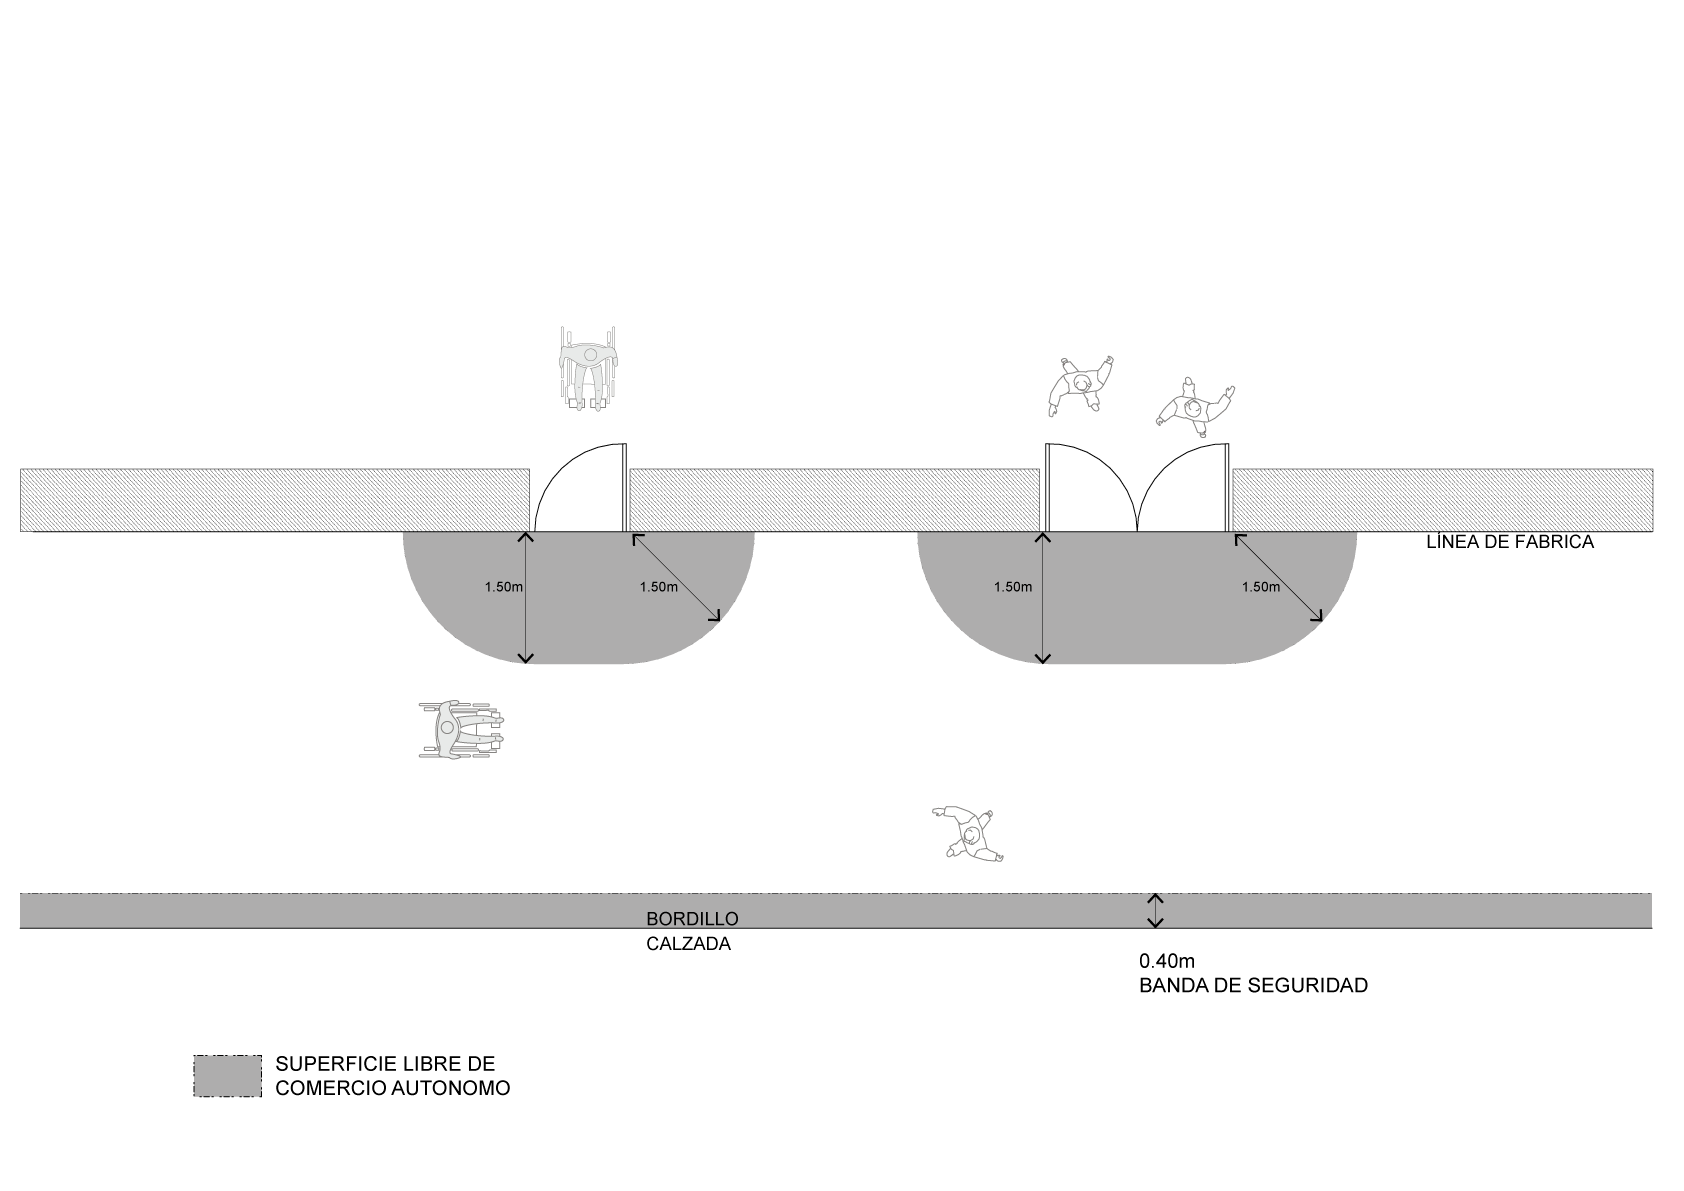 LÍNEA DE FABRICA
1.50m
1.50m
1.50m
1.50m
BORDILLO
CALZADA
0.40m
BANDA DE SEGURIDAD
SUPERFICIE LIBRE DE
COMERCIO AUTONOMO